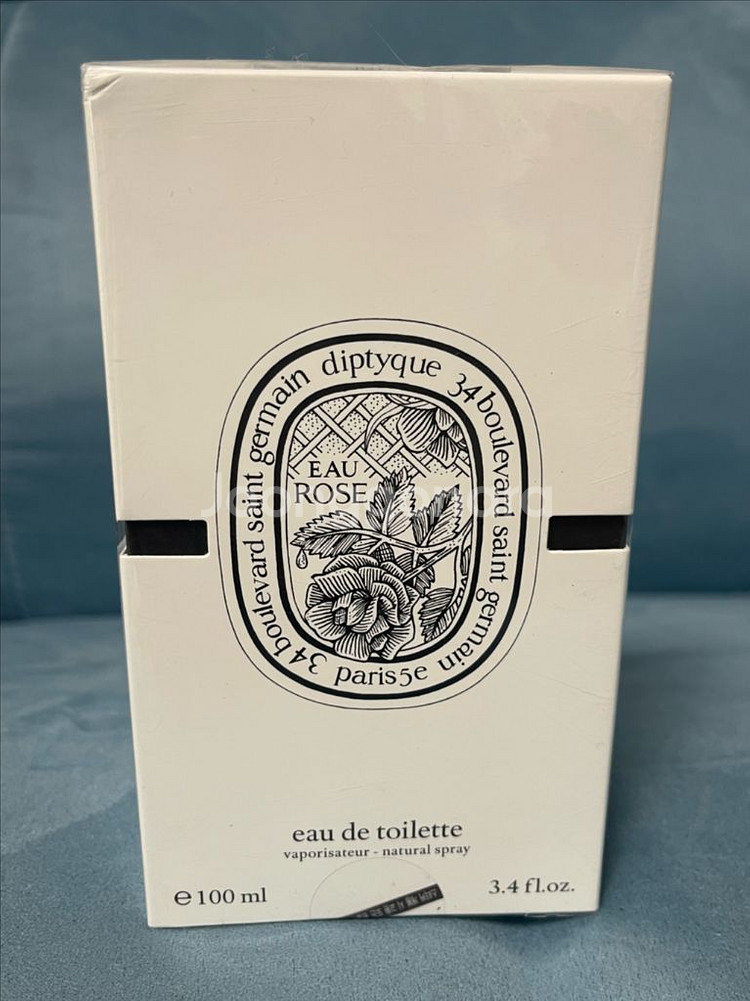 diptyque 34 boulevard saint germain paris 5e 34 boulevard saint germain
EAU
ROSE
Joongonara
eau de toilette
vaporisateur - natural spray
e 100 ml
3.4 fl.oz.